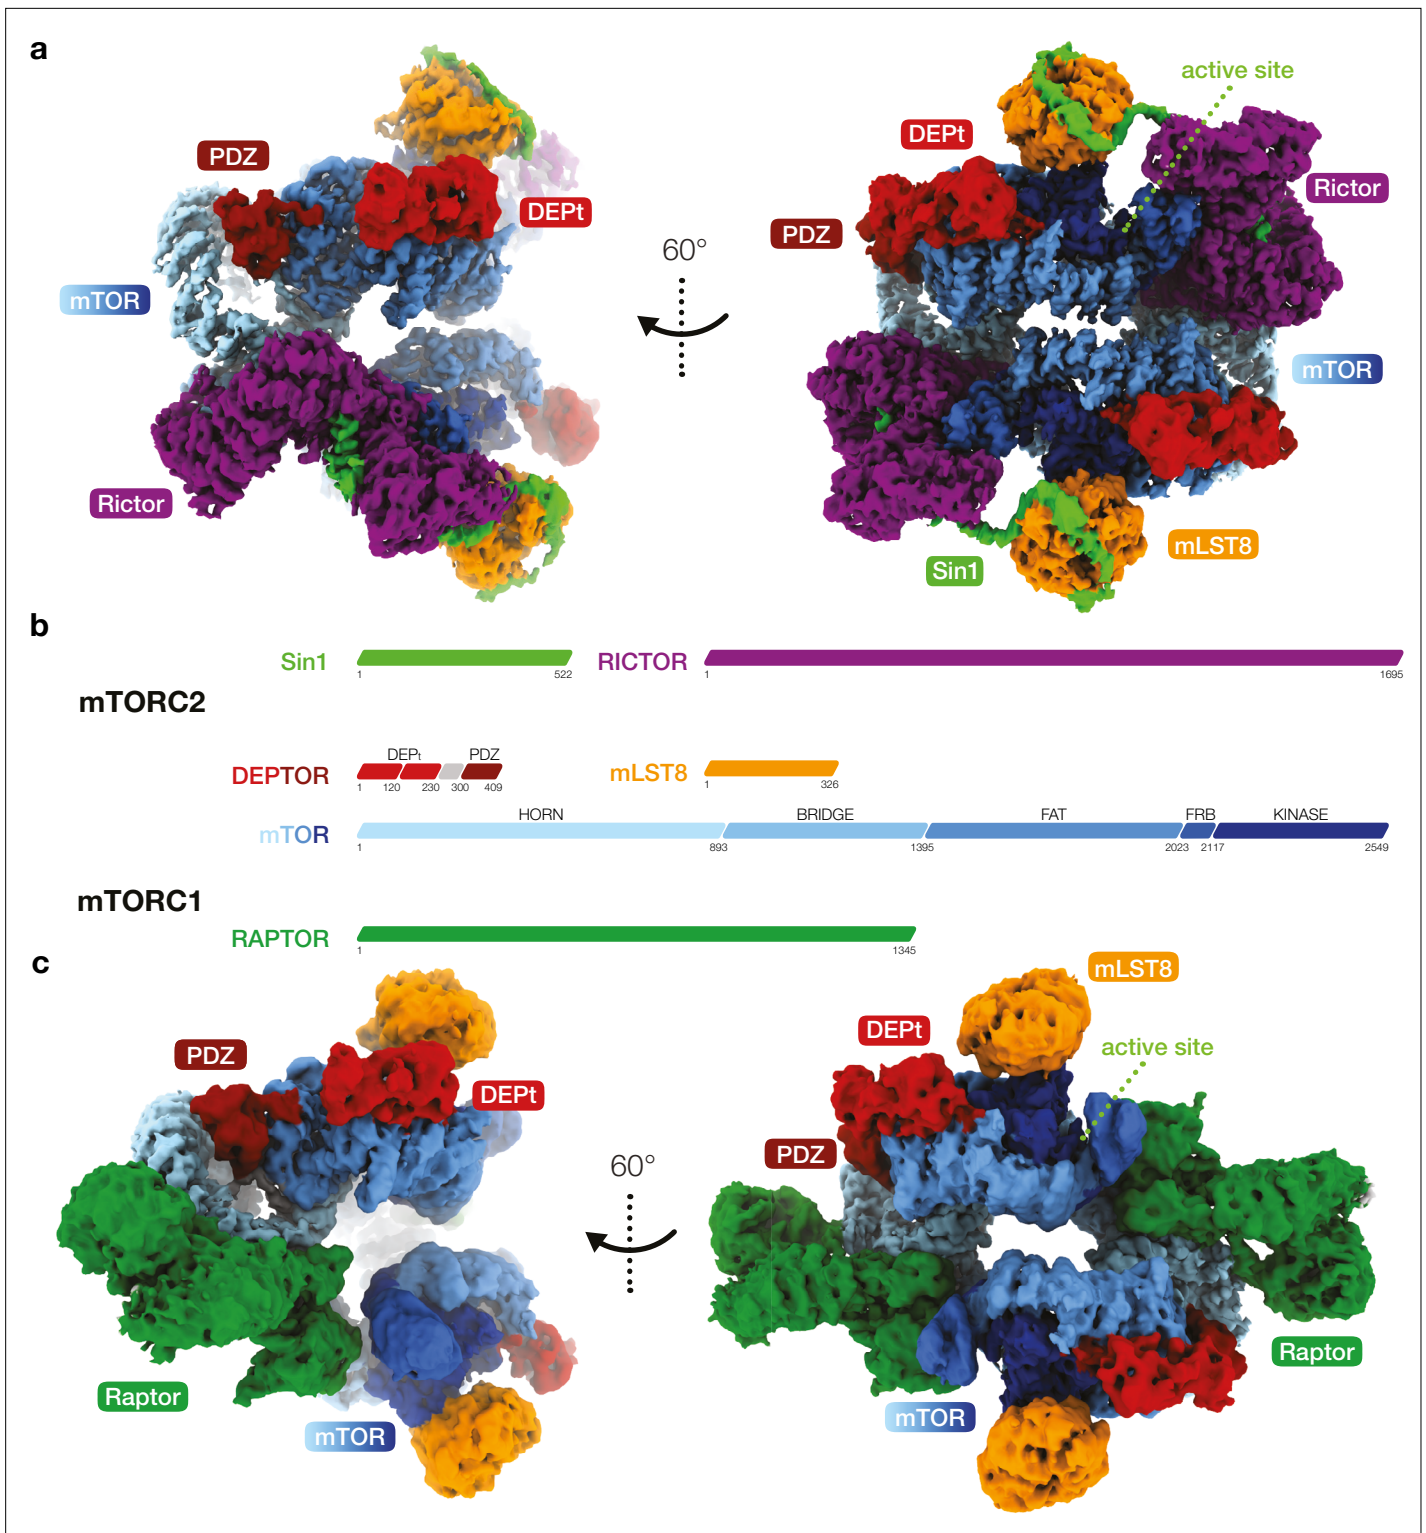 a
active site
PDZ
DEPt
DEPt
Rictor
PDZ
60°
mTOR
mTOR
Rictor
mLST8
Sin1
b
Sin1
1
522
RICTOR
1
1695
mTORC2
DEPTOR
DEPt
PDZ
1
120
230
300
409
mLST8
1
326
mTOR
HORN
BRIDGE
FAT
FRB
KINASE
1
893
1395
2023
2117
2549
mTORC1
RAPTOR
1
1345
c
mLST8
DEPt
active site
PDZ
DEPt
PDZ
60°
Raptor
Raptor
mTOR
mTOR